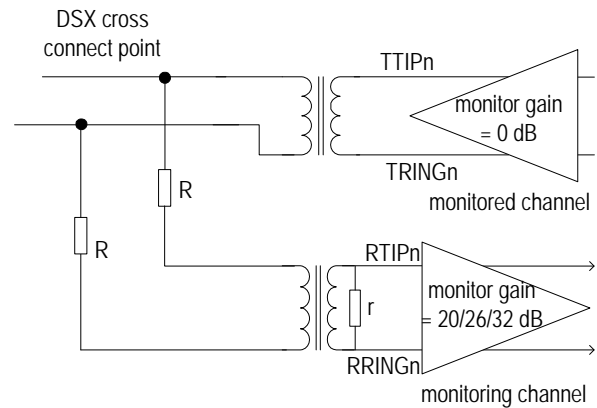 DSX cross
connect point
TTIPn
monitor gain
= 0 dB
TRINGn
monitored channel
R
R
RTIPn
monitor gain
= 20/26/32 dB
r
RRINGn
monitoring channel